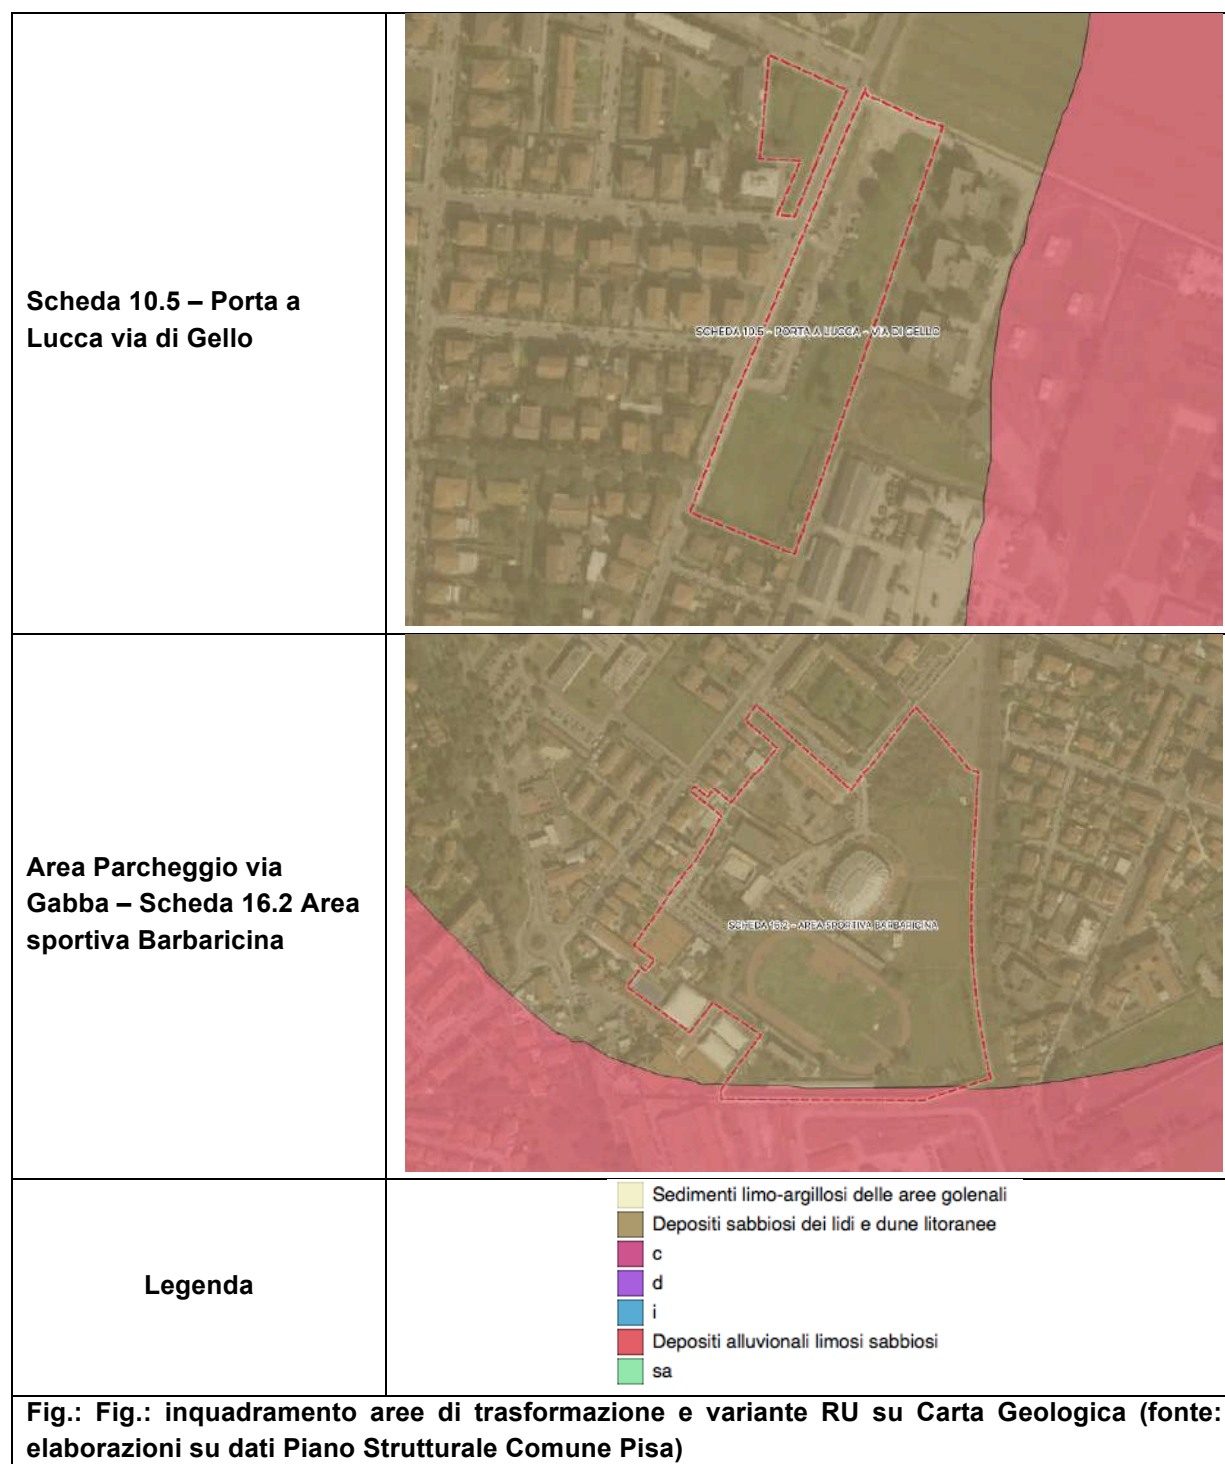 Scheda 10.5 – Porta a
Lucca via di Gello
SCHEDA 10.5 - PORTA A LUCCA - VIA DI GELLO
Area Parcheggio via
Gabba – Scheda 16.2 Area
sportiva Barbaricina
SCHEDA 16.2 - AREA SPORTIVA BARBARICINA
Legenda
Sedimenti limo-argillosi delle aree golenali
Depositi sabbiosi dei lidi e dune litoranee
c
d
i
Depositi alluvionali limosi sabbiosi
sa
Fig.: Fig.: inquadramento aree di trasformazione e variante RU su Carta Geologica (fonte:
elaborazioni su dati Piano Strutturale Comune Pisa)